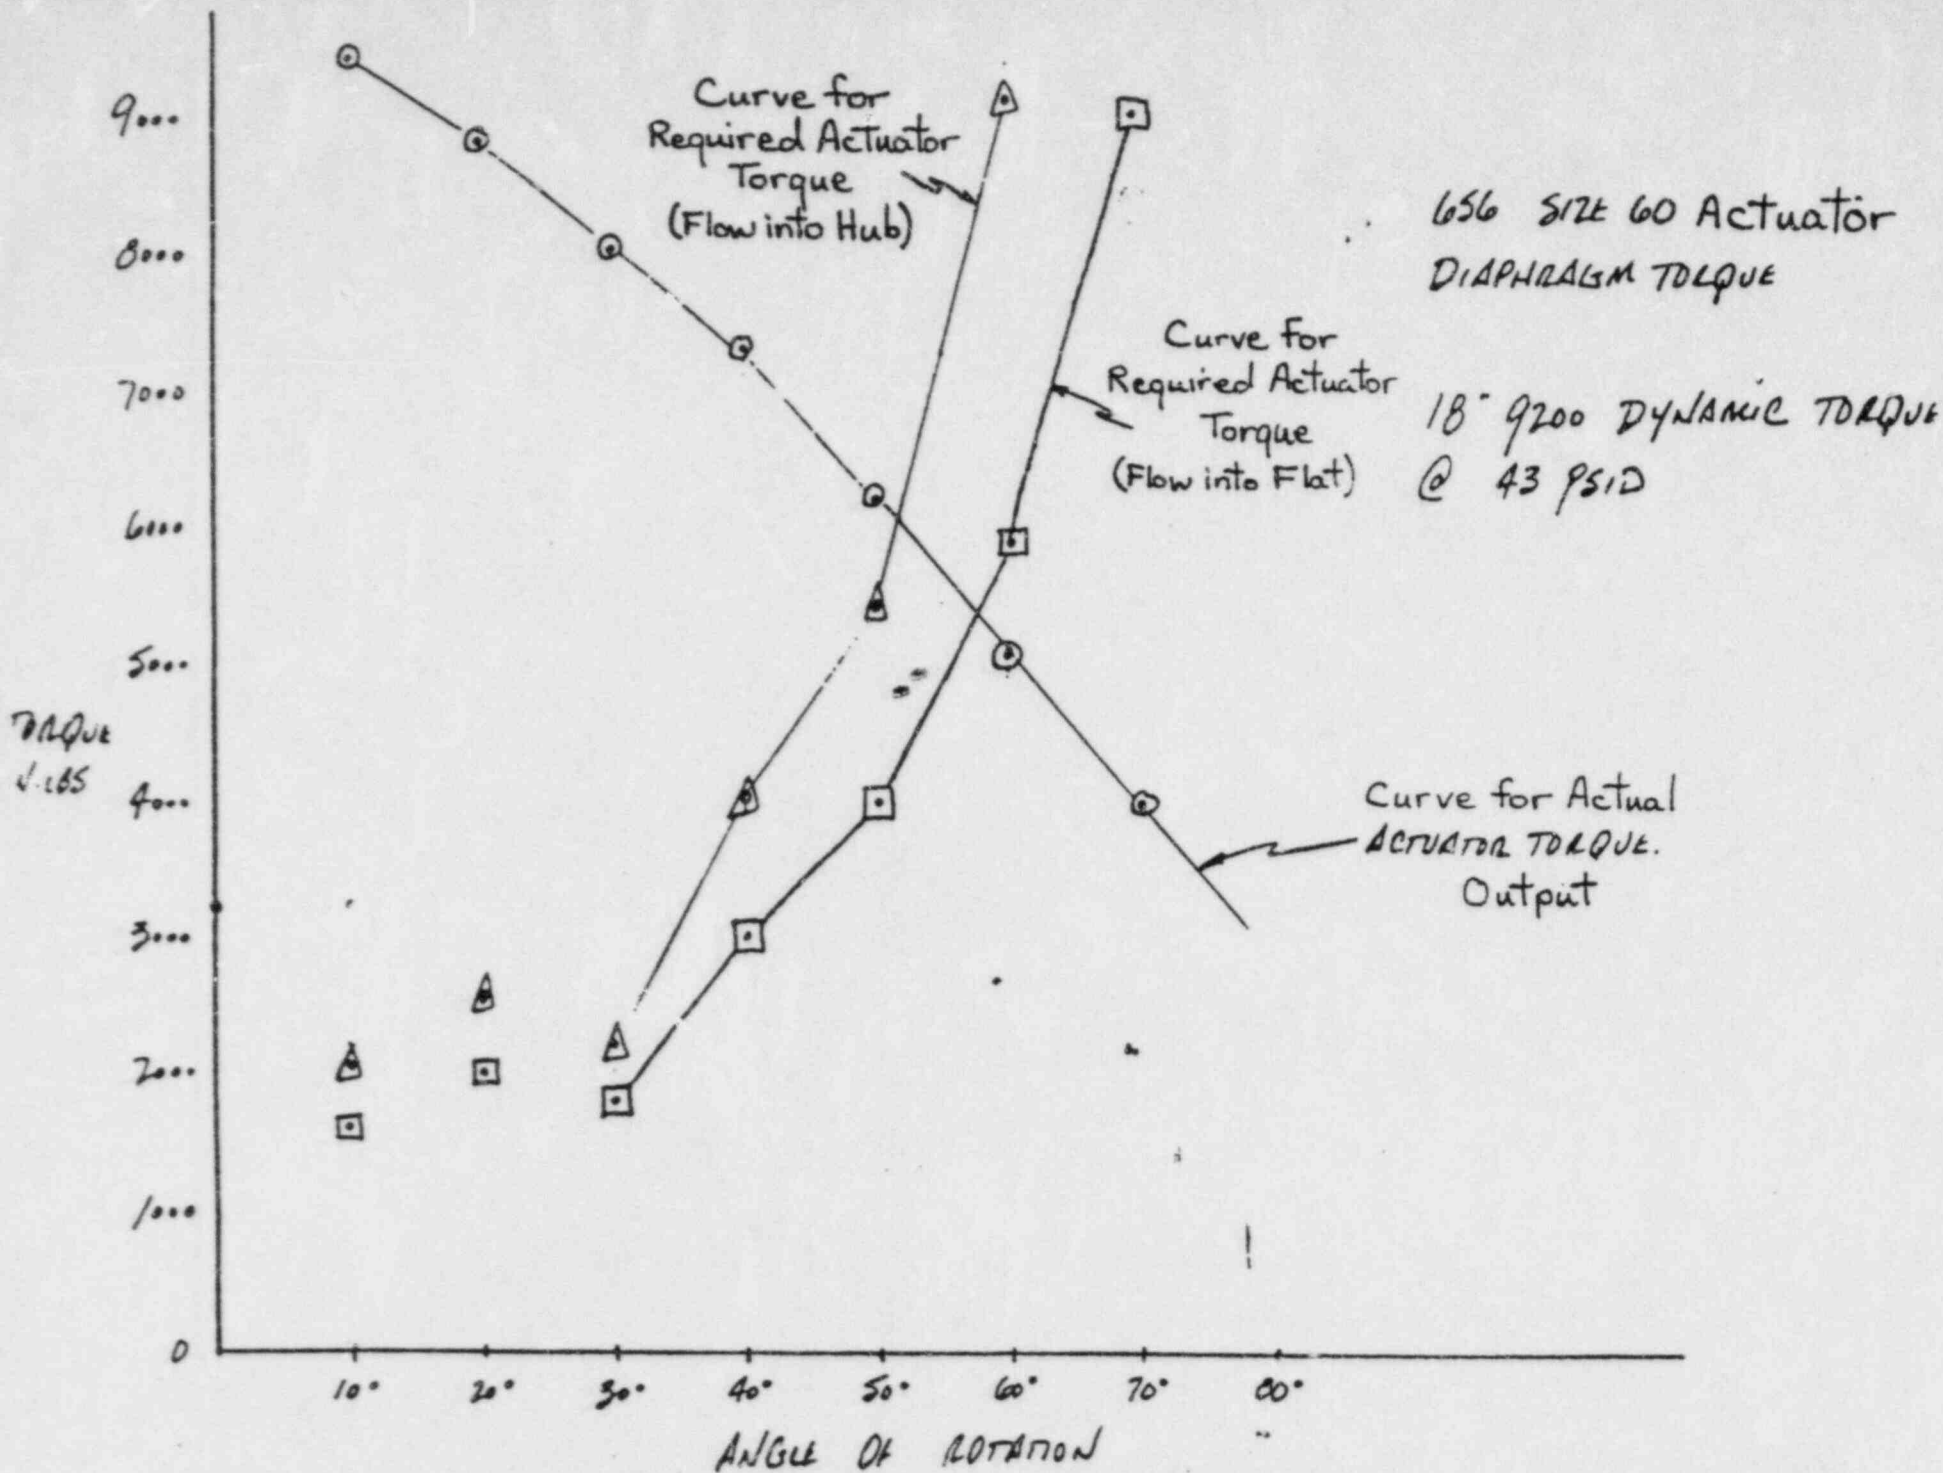 Curve for
Required Actuator
Torque
(Flow into Hub)
656 SIZE 60 Actuator
DIAPHRAGM TORQUE
Curve for
Required Actuator
Torque
(Flow into Flat)
18" 9200 DYNAMIC TORQUE
@ 43 PSID
Curve for Actual
ACTUATOR TORQUE.
Output
9000
8000
7000
6000
5000
TORQUE
4000
3000
2000
1000
0
10° 20° 30° 40° 50° 60° 70° 80°
ANGLE OF ROTATION